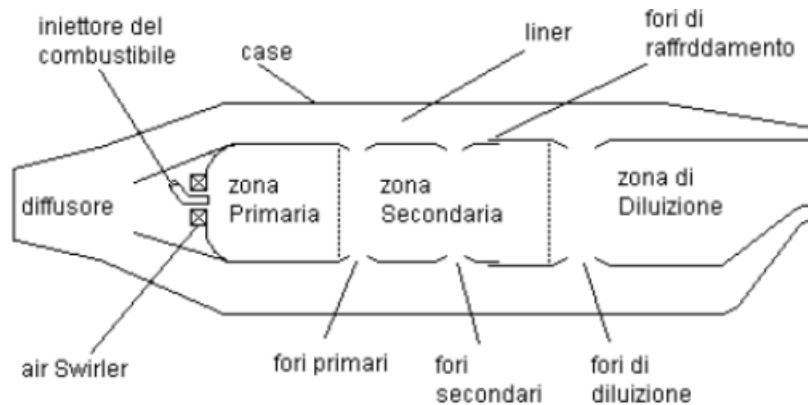 iniettore del
combustibile
case
liner
fori di
raffrddamento
diffusore
zona
Primaria
zona
Secondaria
zona di
Diluizione
air Swirler
fori primari
fori
secondari
fori di
diluizione